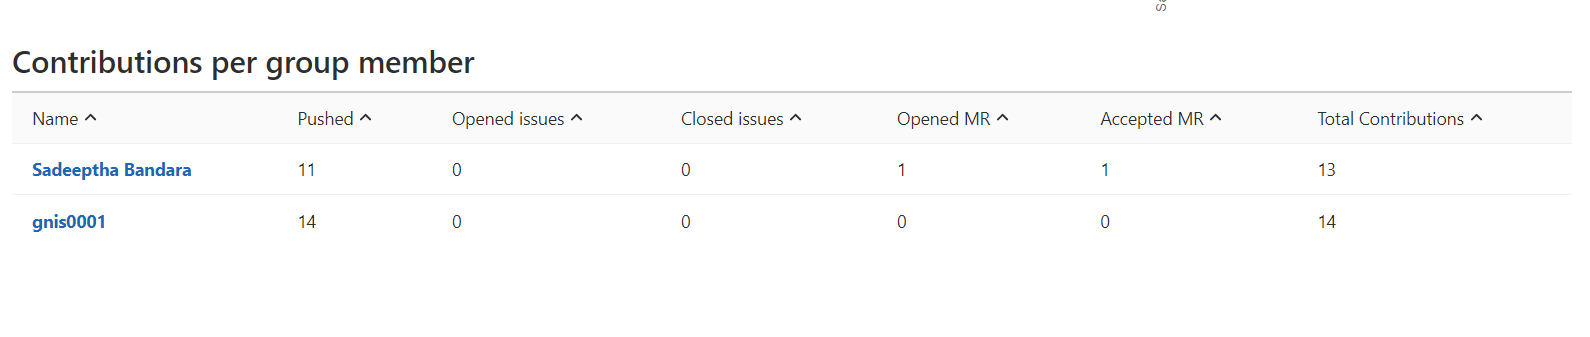 Contributions per group member
Name Pushed Opened issues Closed issues Opened MR Accepted MR Total Contributions
Sadeeptha Bandara 11 0 0 1 1 13
gnis0001 14 0 0 0 0 14